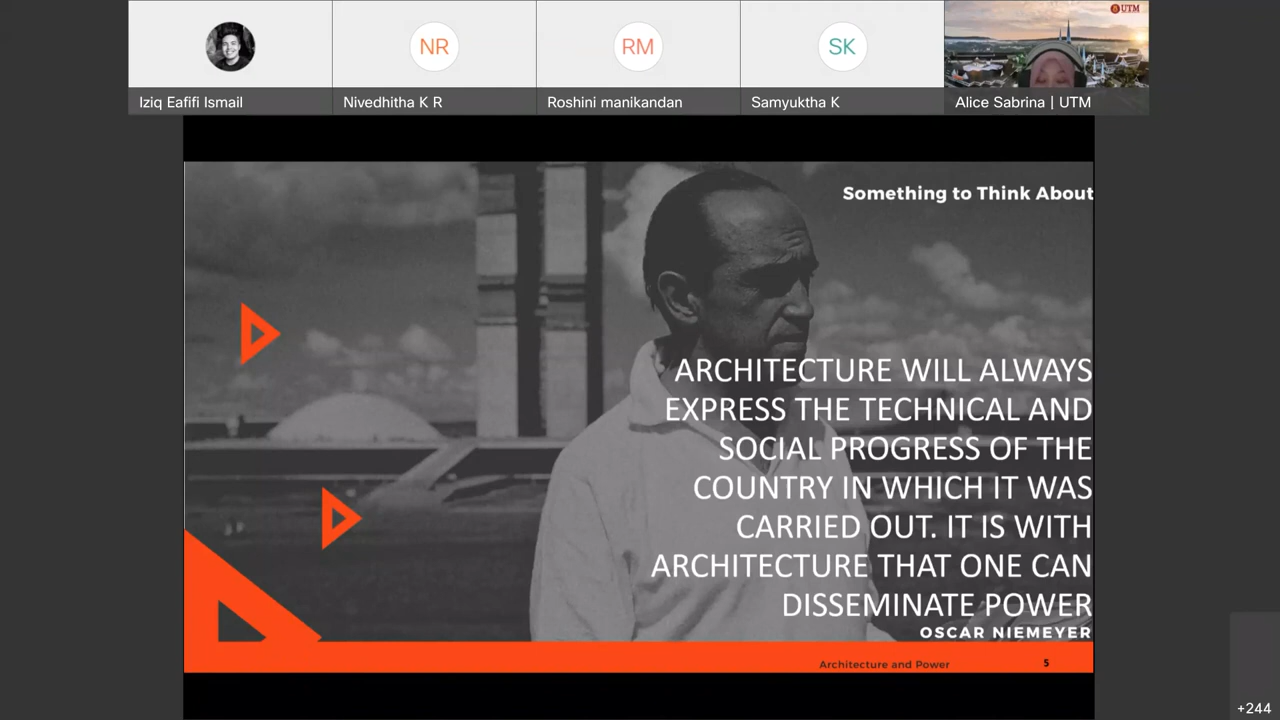 NR
RM
SK
UTM
Iziq Eafifi Ismail
Nivedhitha K R
Roshini manikandan
Samyuktha K
Alice Sabrina | UTM
Something to Think About
ARCHITECTURE WILL ALWAYS
EXPRESS THE TECHNICAL AND
SOCIAL PROGRESS OF THE
COUNTRY IN WHICH IT WAS
CARRIED OUT. IT IS WITH
ARCHITECTURE THAT ONE CAN
DISSEMINATE POWER
OSCAR NIEMEYER
Architecture and Power
5
+244